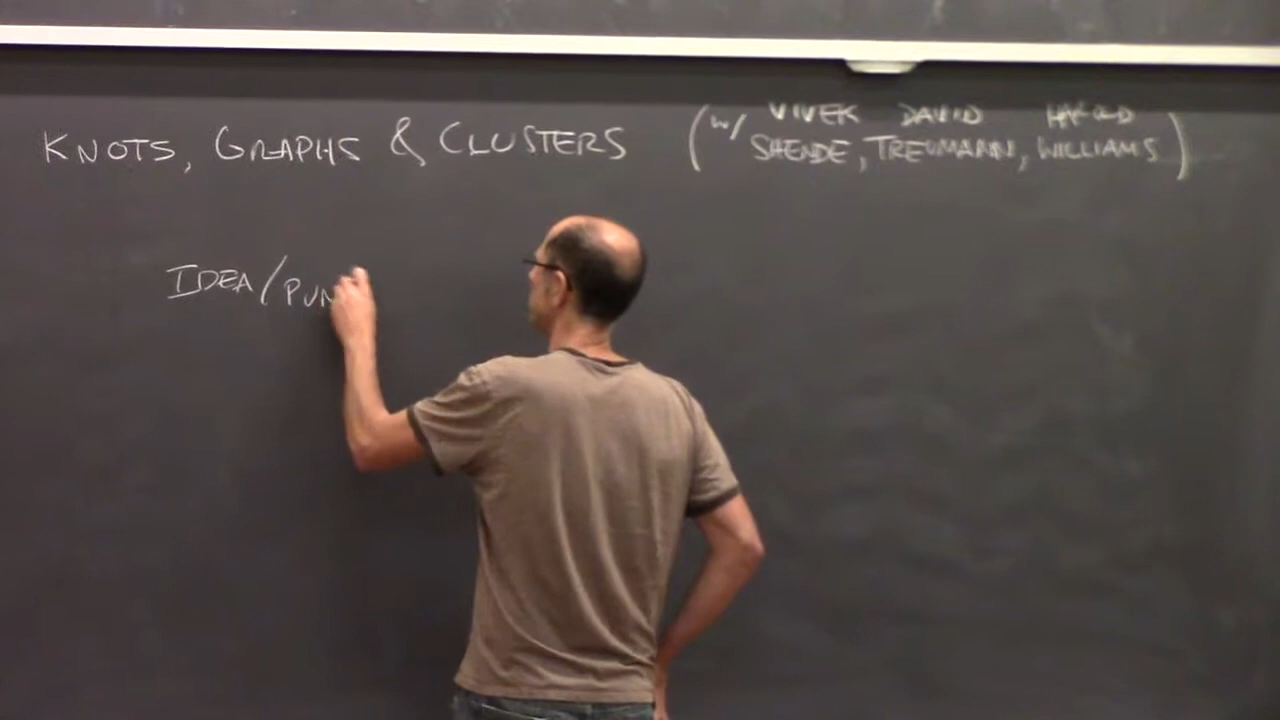 VIVEK DAVID HAROLD
KNOTS, GRAPHS & CLUSTERS (w/ SHENDE, TREUMANN, WILLIAMS)
IDEA/PUN